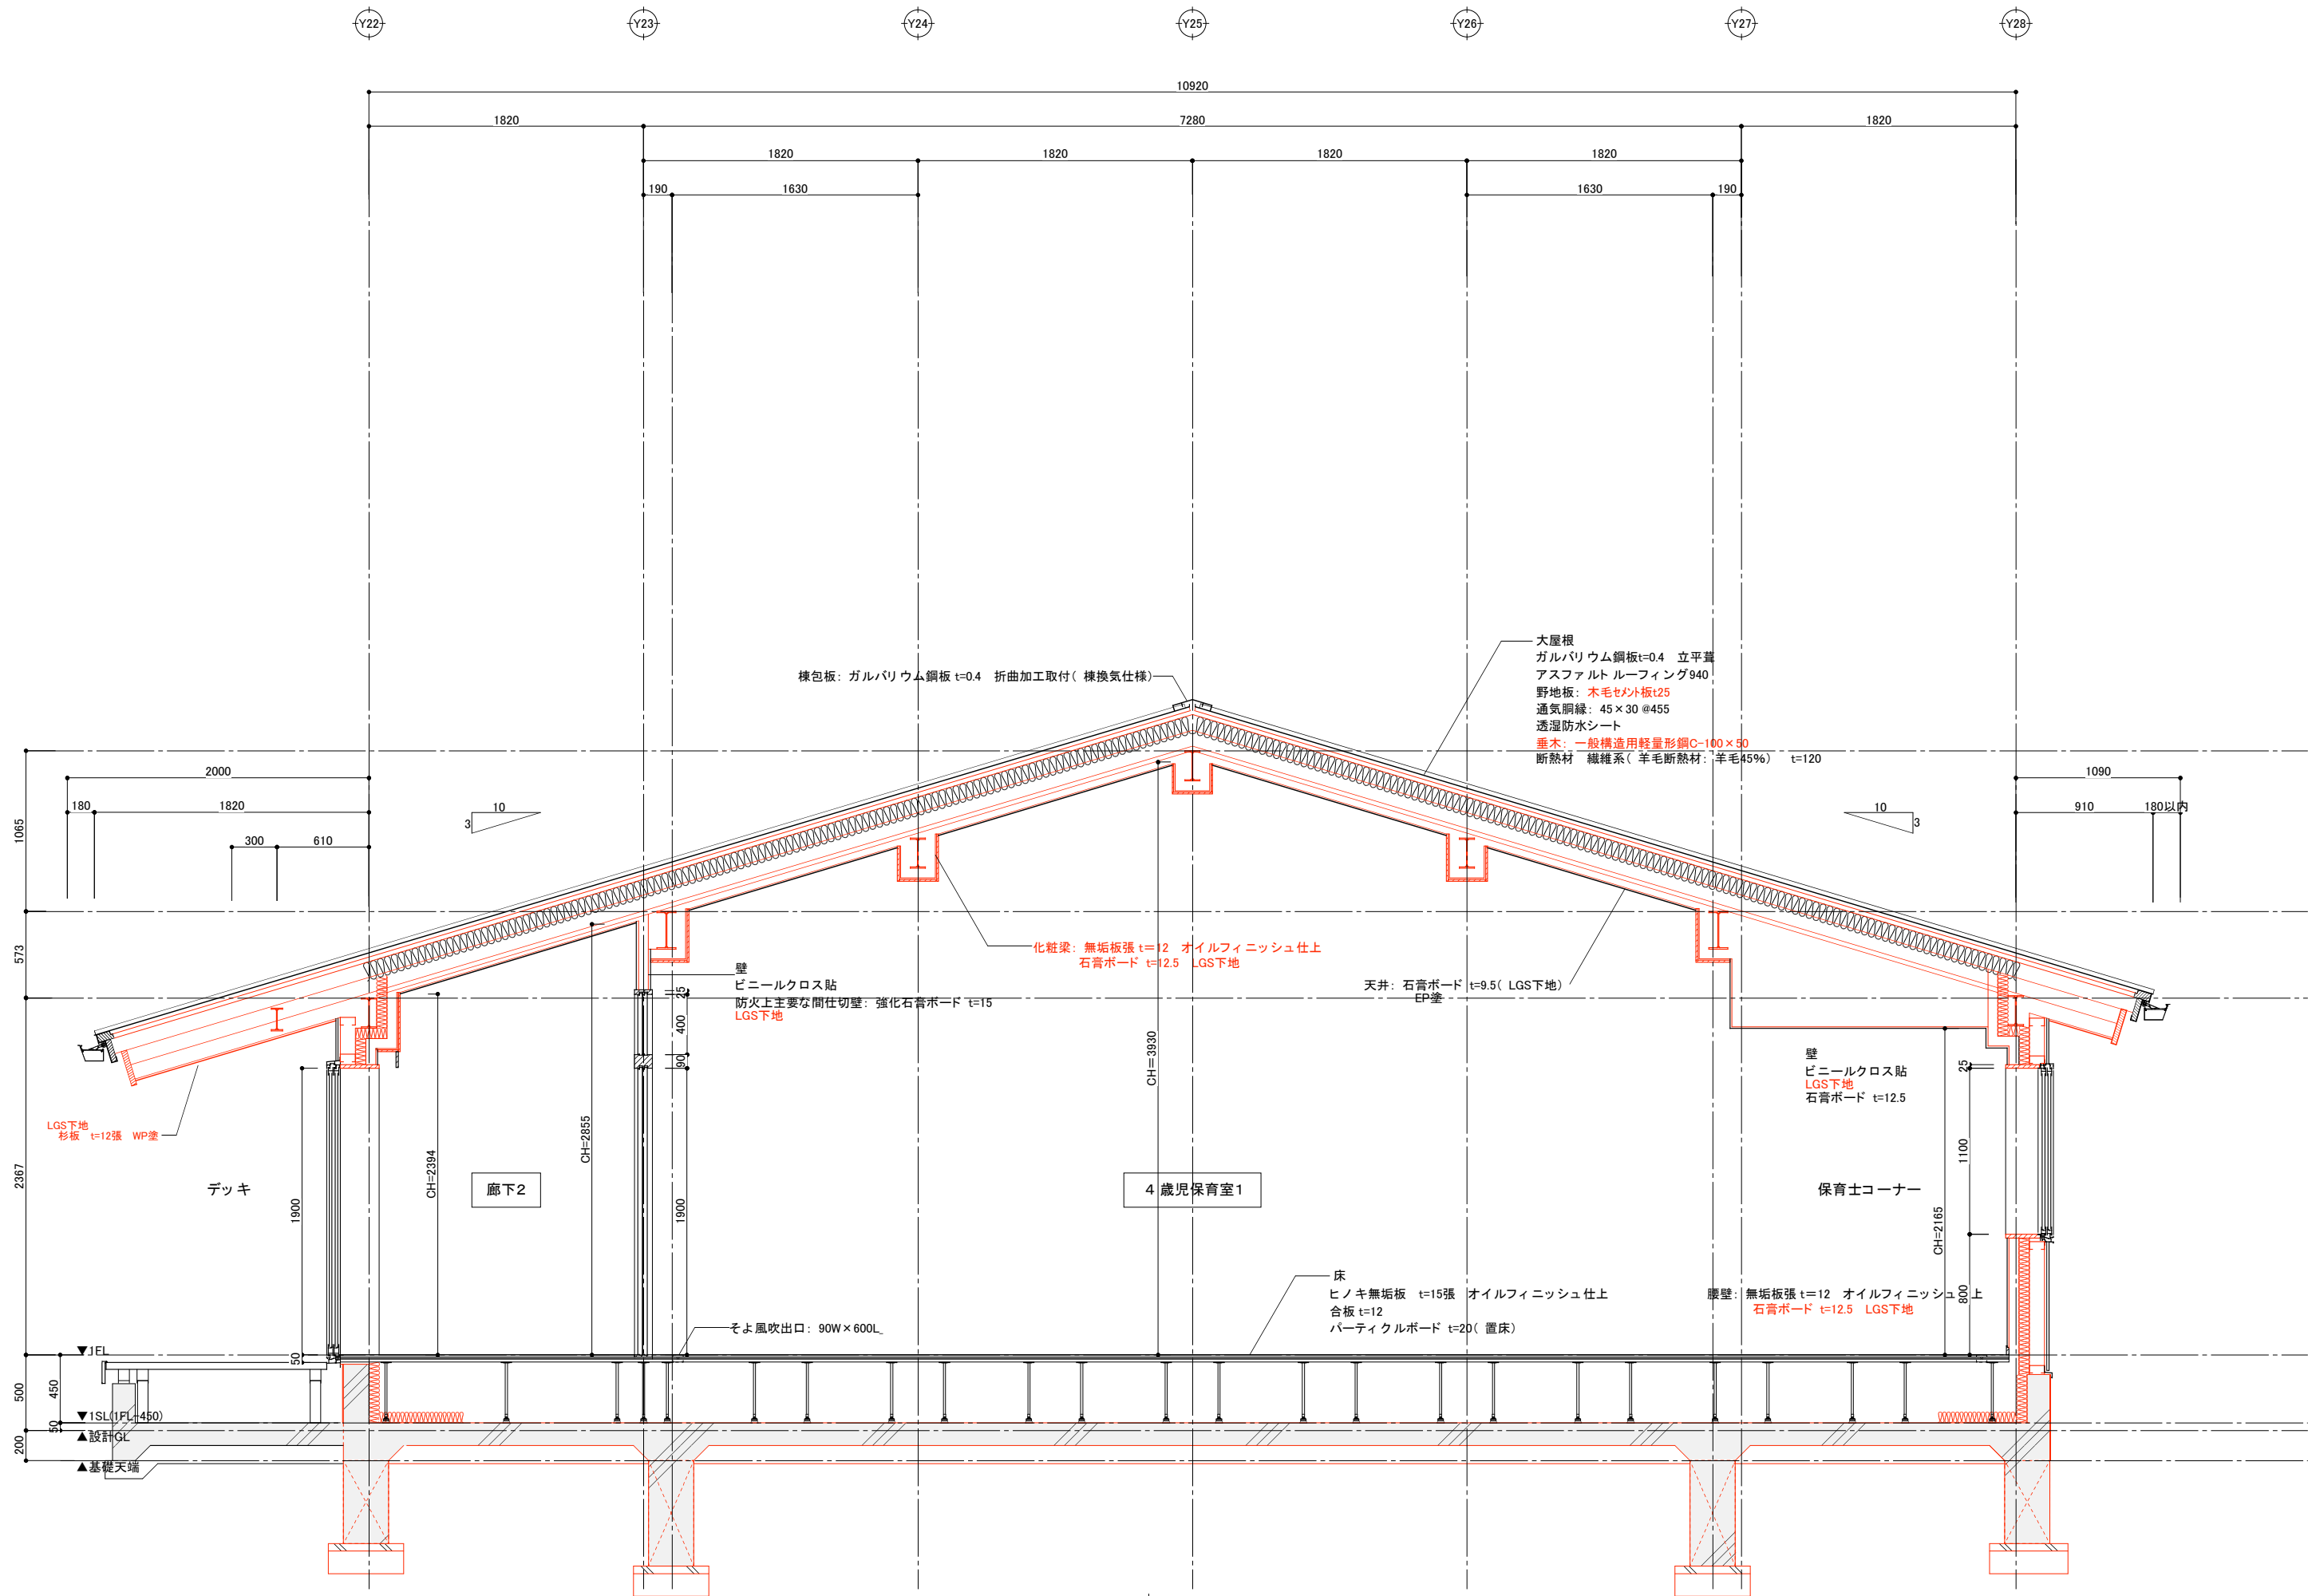 Y22 Y23 Y24 Y25 Y26 Y27 Y28
10920
1820 7280 1820
1820 1820 1820 1820
190 1630 1630 190
大屋根
ガルバリウム鋼板t=0.4 立平葺
アスファルトルーフィング940
野地板: 木毛セメント板t25
通気胴縁: 45×30 @455
透湿防水シート
垂木: 一般構造用軽量形鋼C-100×50
断熱材 繊維系( 羊毛断熱材: 羊毛45%) t=120
棟包板: ガルバリウム鋼板 t=0.4 折曲加工取付( 棟換気仕様)
2000
180 1820
300 610
10
3
1090
910 180以内
10
3
1065
573
2367
500
200
450
50
化粧梁: 無垢板張 t=12 オイルフィニッシュ仕上
石膏ボード t=12.5 LGS下地
壁
ビニールクロス貼
防火上主要な間仕切壁: 強化石膏ボード t=15
LGS下地
天井: 石膏ボード t=9.5( LGS下地)
EP塗
壁
ビニールクロス貼
LGS下地
石膏ボード t=12.5
LGS下地
杉板 t=12張 WP塗
25
400
90
1900
1900
50
CH=2394
CH=2855
CH=3930
CH=2165
25
1100
800
デッキ
廊下2
4 歳児保育室1
保育士コーナー
床
ヒノキ無垢板 t=15張 オイルフィニッシュ仕上
合板 t=12
パーティクルボード t=20( 置床)
腰壁: 無垢板張 t=12 オイルフィニッシュ 上
石膏ボード t=12.5 LGS下地
そよ風吹出口: 90W×600L
▼1FL
▼1SL(1FL-450)
▲設計GL
▲基礎天端